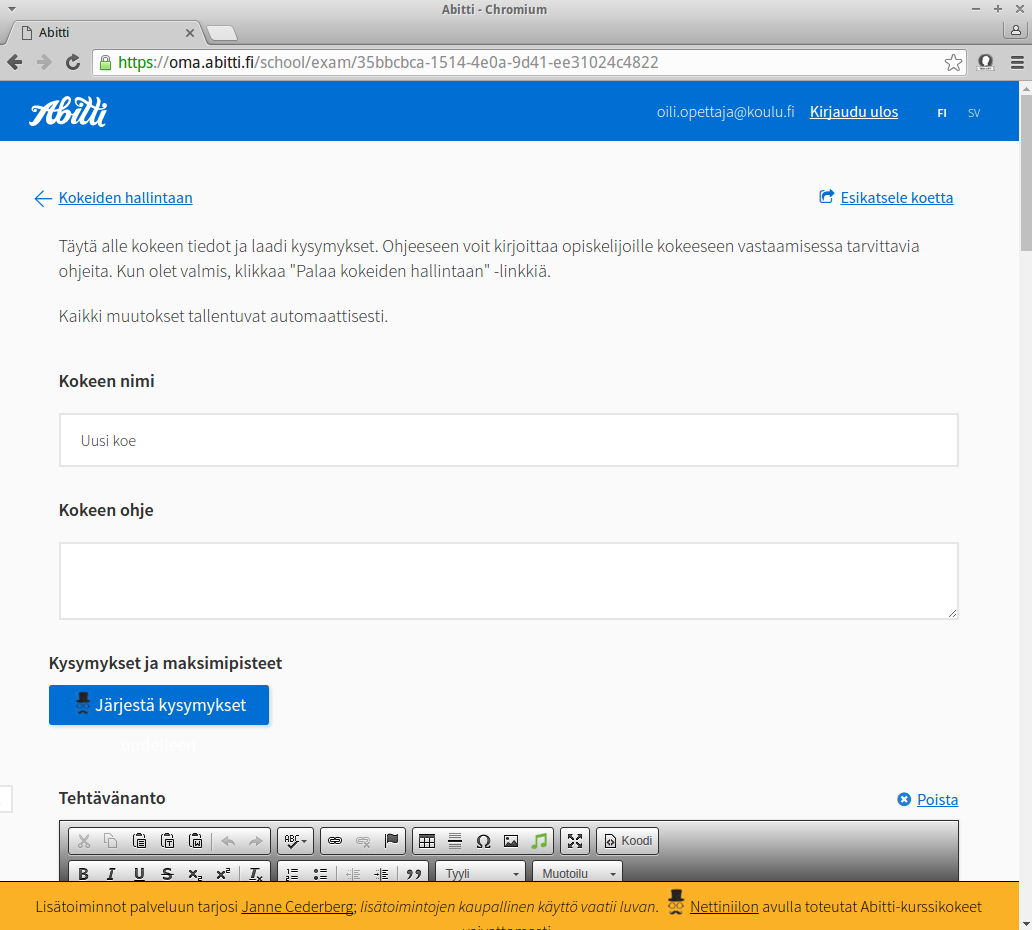 Abitti - Chromium
Abitti
https://oma.abitti.fi/school/exam/35bbcbca-1514-4e0a-9d41-ee31024c4822
Abitti
oili.opettaja@koulu.fi Kirjaudu ulos FI SV
Kokeiden hallintaan
Esikatsele koetta
Täytä alle kokeen tiedot ja laadi kysymykset. Ohjeeseen voit kirjoittaa opiskelijoille kokeeseen vastaamisessa tarvittavia
ohjeita. Kun olet valmis, klikkaa "Palaa kokeiden hallintaan" -linkkiä.
Kaikki muutokset tallentuvat automaattisesti.
Kokeen nimi
Uusi koe
Kokeen ohje
Kysymykset ja maksimipisteet
Järjestä kysymykset
uudelleen
Tehtävänanto
Poista
ABC Ω Koodi
B I U S x₂ x² Tx Tyyli Muotoilu
Lisätoiminnot palveluun tarjosi Janne Cederberg; lisätoimintojen kaupallinen käyttö vaatii luvan. Nettiniilon avulla toteutat Abitti-kurssikokeet